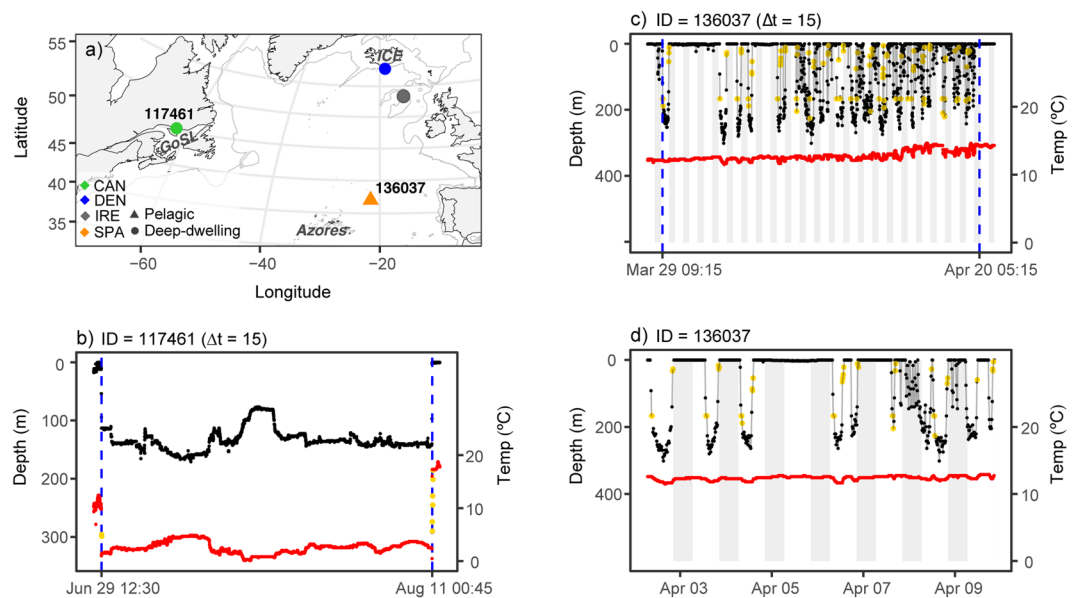 a)
55
50
45
40
35
Latitude
ICE
117461
GoSL
136037
CAN
DEN
IRE
SPA
Pelagic
Deep-dwelling
Azores
−60
−40
−20
Longitude
b) ID = 117461 (Δt = 15)
0
100
200
300
Depth (m)
20
10
0
Temp (ºC)
Jun 29 12:30
Aug 11 00:45
c) ID = 136037 (Δt = 15)
0
200
400
Depth (m)
20
10
0
Temp (ºC)
Mar 29 09:15
Apr 20 05:15
d) ID = 136037
0
200
400
Depth (m)
20
10
0
Temp (ºC)
Apr 03
Apr 05
Apr 07
Apr 09